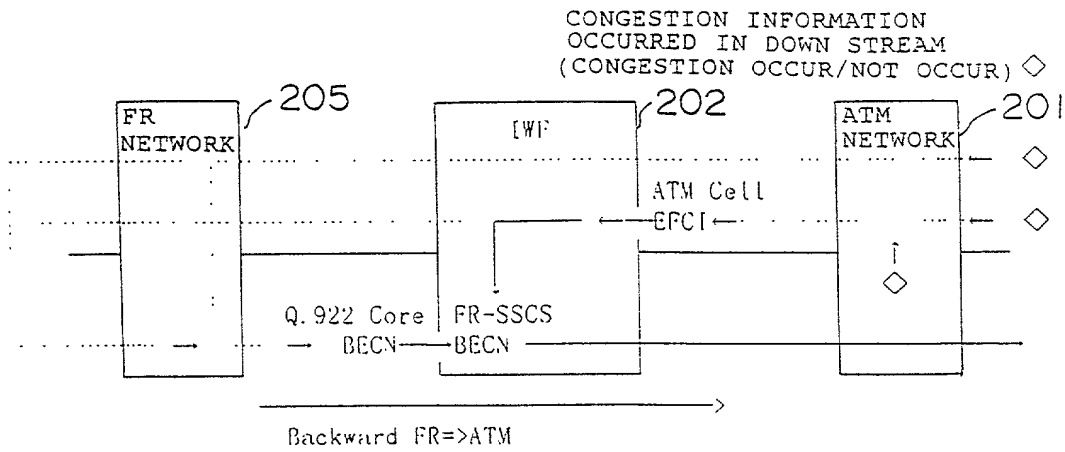 CONGESTION INFORMATION
OCCURRED IN DOWN STREAM
(CONGESTION OCCUR/NOT OCCUR)
205
202
201
FR
NETWORK
IWF
ATM
NETWORK
ATM Cell
EFCI
Q.922 Core
FR-SSCS
BECN
BECN
Backward FR=>ATM